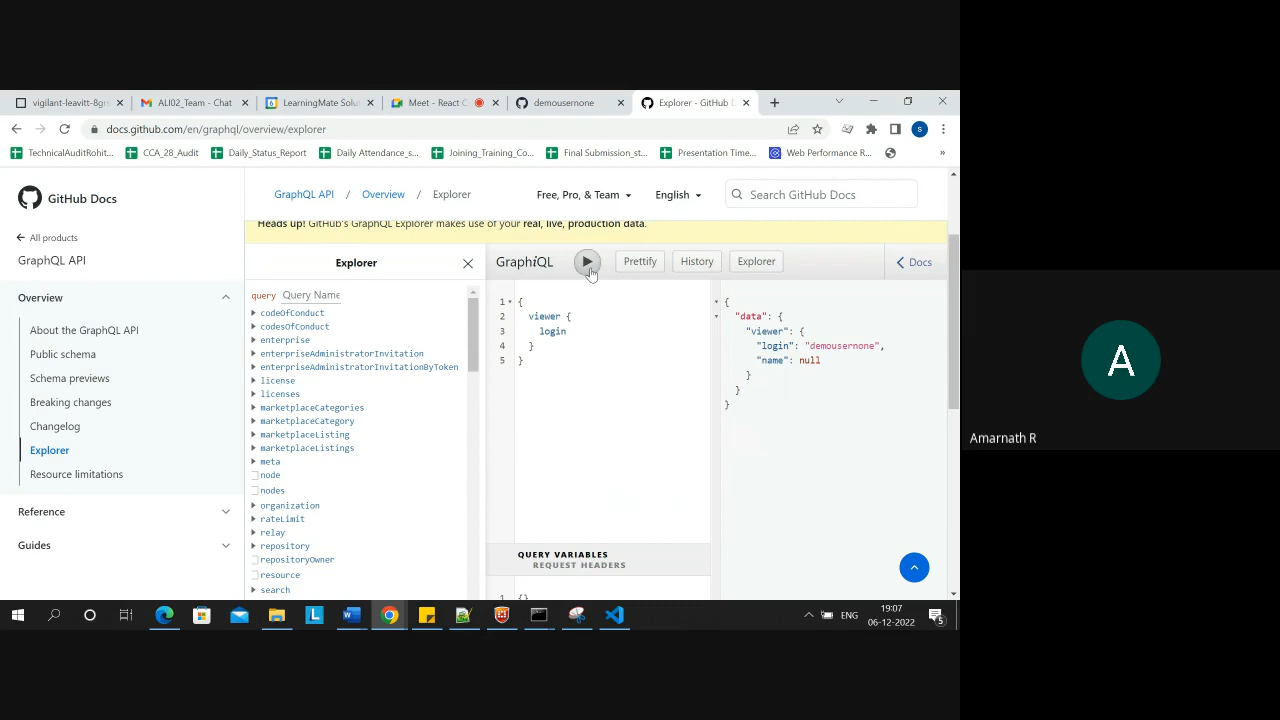 vigilant-leavitt-8gr
ALI02_Team - Chat
LearningMate Solu
Meet - React C
demousernone
Explorer - GitHub D
docs.github.com/en/graphql/overview/explorer
S
TechnicalAuditRohit...
CCA_28_Audit
Daily_Status_Report
Daily Attendance_s...
Joining_Training_Co...
Final Submission_st...
Presentation Time...
Web Performance R...
»
GitHub Docs
GraphQL API / Overview / Explorer
Free, Pro, & Team
English
Search GitHub Docs
Heads up! GitHub's GraphQL Explorer makes use of your real, live, production data.
All products
GraphQL API
Overview
About the GraphQL API
Public schema
Schema previews
Breaking changes
Changelog
Explorer
Resource limitations
Reference
Guides
Explorer
query Query Name
codeOfConduct
codesOfConduct
enterprise
enterpriseAdministratorInvitation
enterpriseAdministratorInvitationByToken
license
licenses
marketplaceCategories
marketplaceCategory
marketplaceListing
marketplaceListings
meta
node
nodes
organization
rateLimit
relay
repository
repositoryOwner
resource
search
GraphiQL
Prettify
History
Explorer
Docs
1 {
2 viewer {
3 login
4 }
5 }
QUERY VARIABLES
REQUEST HEADERS
1 {}
{
"data": {
"viewer": {
"login": "demousernone",
"name": null
}
}
}
ENG
19:07
06-12-2022
5
A
Amarnath R